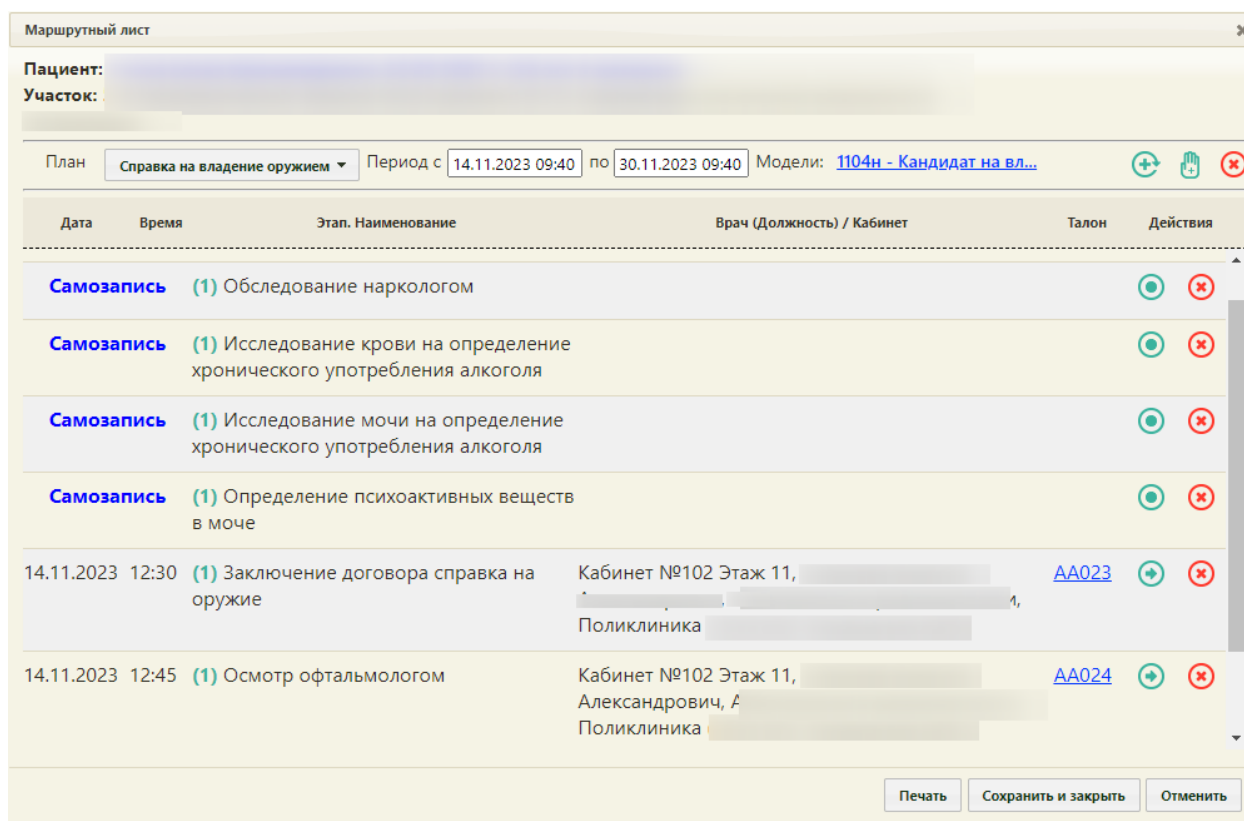 Маршрутный лист
Пациент:
Участок:
План Справка на владение оружием Период с 14.11.2023 09:40 по 30.11.2023 09:40 Модели: 1104н - Кандидат на вл...
Дата Время Этап. Наименование Врач (Должность) / Кабинет Талон Действия
Самозапись (1) Обследование наркологом
Самозапись (1) Исследование крови на определение
хронического употребления алкоголя
Самозапись (1) Исследование мочи на определение
хронического употребления алкоголя
Самозапись (1) Определение психоактивных веществ
в моче
14.11.2023 12:30 (1) Заключение договора справка на Кабинет №102 Этаж 11, AA023
оружие
Поликлиника
14.11.2023 12:45 (1) Осмотр офтальмологом Кабинет №102 Этаж 11, AA024
Александрович,
Поликлиника
Печать Сохранить и закрыть Отменить